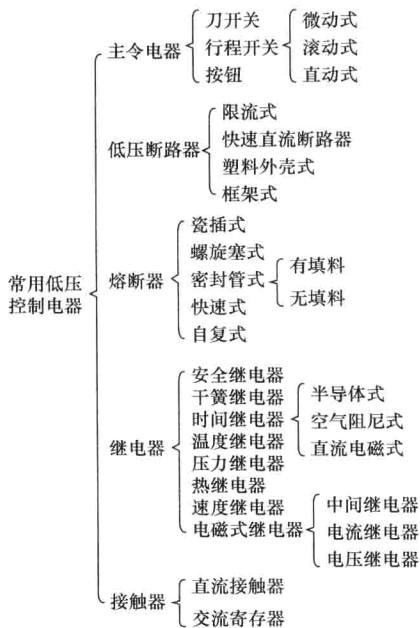 刀开关
微动式
主令电器
行程开关
滚动式
按钮
直动式
限流式
低压断路器
快速直流断路器
塑料外壳式
框架式
瓷插式
螺旋塞式
熔断器
密封管式
有填料
无填料
快速式
自复式
常用低压
控制电器
安全继电器
干簧继电器
半导体式
时间继电器
空气阻尼式
继电器
温度继电器
直流电磁式
压力继电器
热继电器
速度继电器
中间继电器
电磁式继电器
电流继电器
电压继电器
直流接触器
接触器
交流寄存器